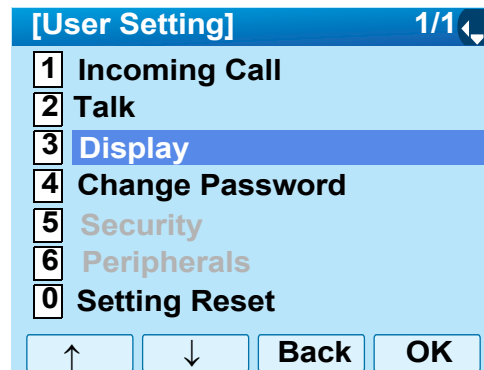 [User Setting] 1/1
1 Incoming Call
2 Talk
3 Display
4 Change Password
5 Security
6 Peripherals
0 Setting Reset
↑ ↓ Back OK